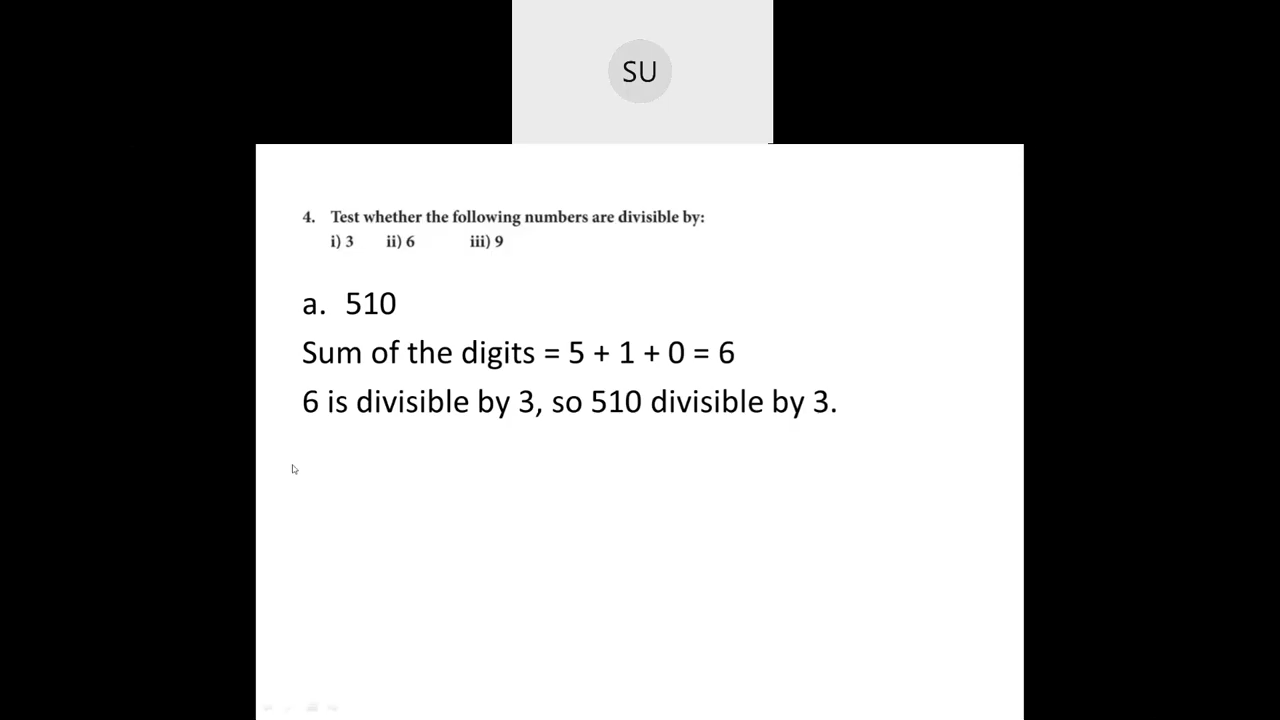 SU
4. Test whether the following numbers are divisible by:
i) 3 ii) 6 iii) 9
a. 510
Sum of the digits = 5 + 1 + 0 = 6
6 is divisible by 3, so 510 divisible by 3.